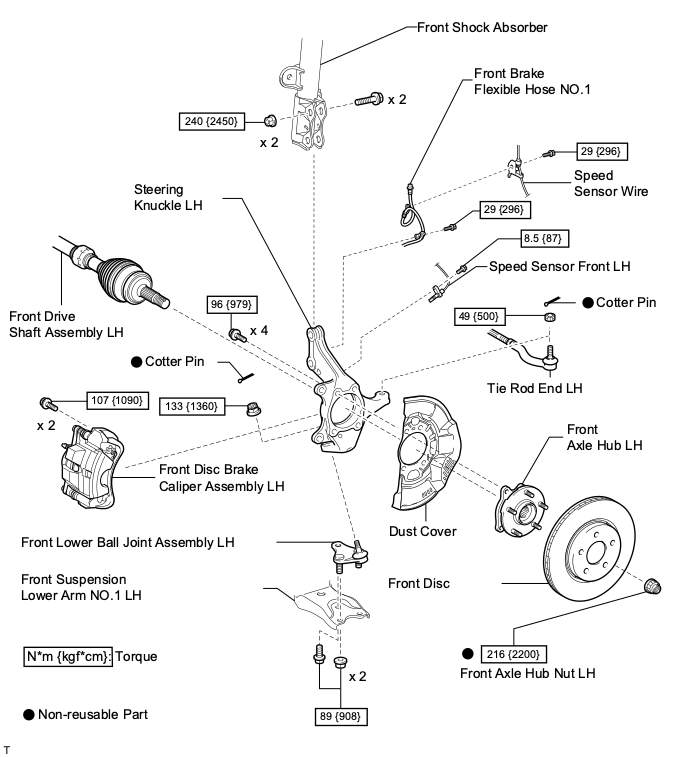 Front Shock Absorber
Front Brake
Flexible Hose NO.1
x 2
240 {2450}
x 2
29 {296}
Speed
Sensor Wire
Steering
Knuckle LH
29 {296}
8.5 {87}
Speed Sensor Front LH
Front Drive
Shaft Assembly LH
96 {979}
x 4
Cotter Pin
49 {500}
Cotter Pin
Tie Rod End LH
107 {1090}
133 {1360}
x 2
Front
Axle Hub LH
Front Disc Brake
Caliper Assembly LH
Dust Cover
Front Lower Ball Joint Assembly LH
Front Suspension
Lower Arm NO.1 LH
Front Disc
N*m {kgf*cm}: Torque
216 {2200}
Front Axle Hub Nut LH
x 2
Non-reusable Part
89 {908}
T